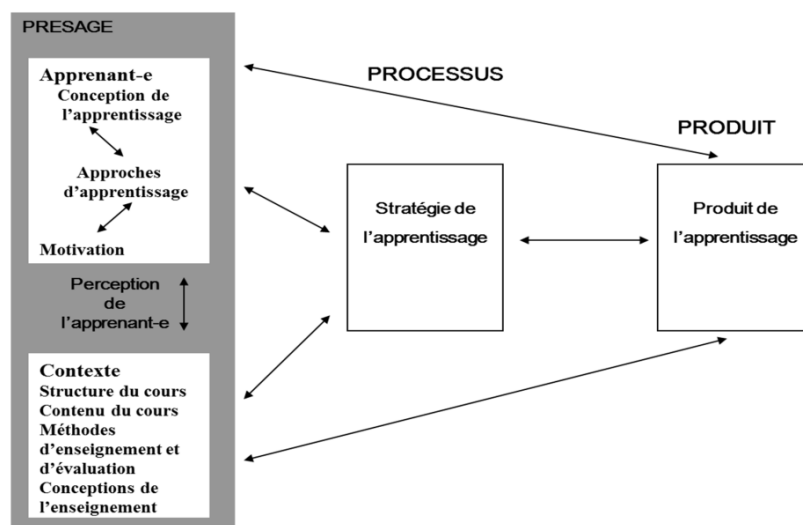 PRESAGE
Apprenant-e
Conception de
l'apprentissage
Approches
d'apprentissage
Motivation
Perception
de
l'apprenant-e
Contexte
Structure du cours
Contenu du cours
Méthodes
d'enseignement et
d'évaluation
Conceptions de
l'enseignement
PROCESSUS
Stratégie de
l'apprentissage
PRODUIT
Produit de
l'apprentissage